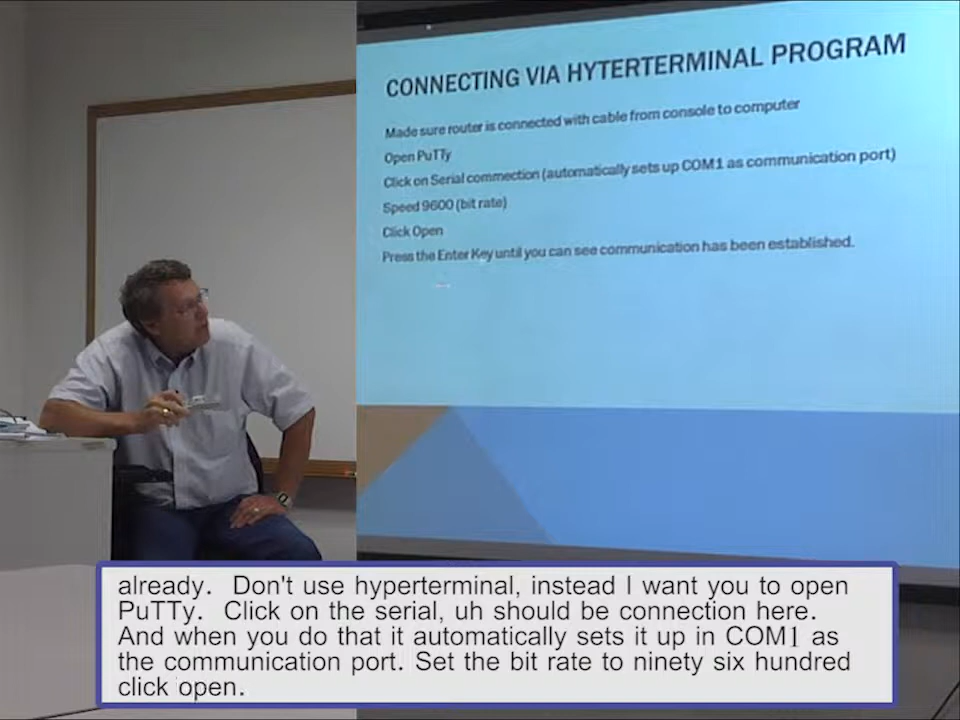 CONNECTING VIA HYTERTERMINAL PROGRAM
Made sure router is connected with cable from console to computer
Open PuTTy
Click on Serial commection (automatically sets up COM1 as communication port)
Speed 9600 (bit rate)
Click Open
Press the Enter Key until you can see communication has been established.
already. Don't use hyperterminal, instead I want you to open
PuTTy. Click on the serial, uh should be connection here.
And when you do that it automatically sets it up in COM1 as
the communication port. Set the bit rate to ninety six hundred
click open.